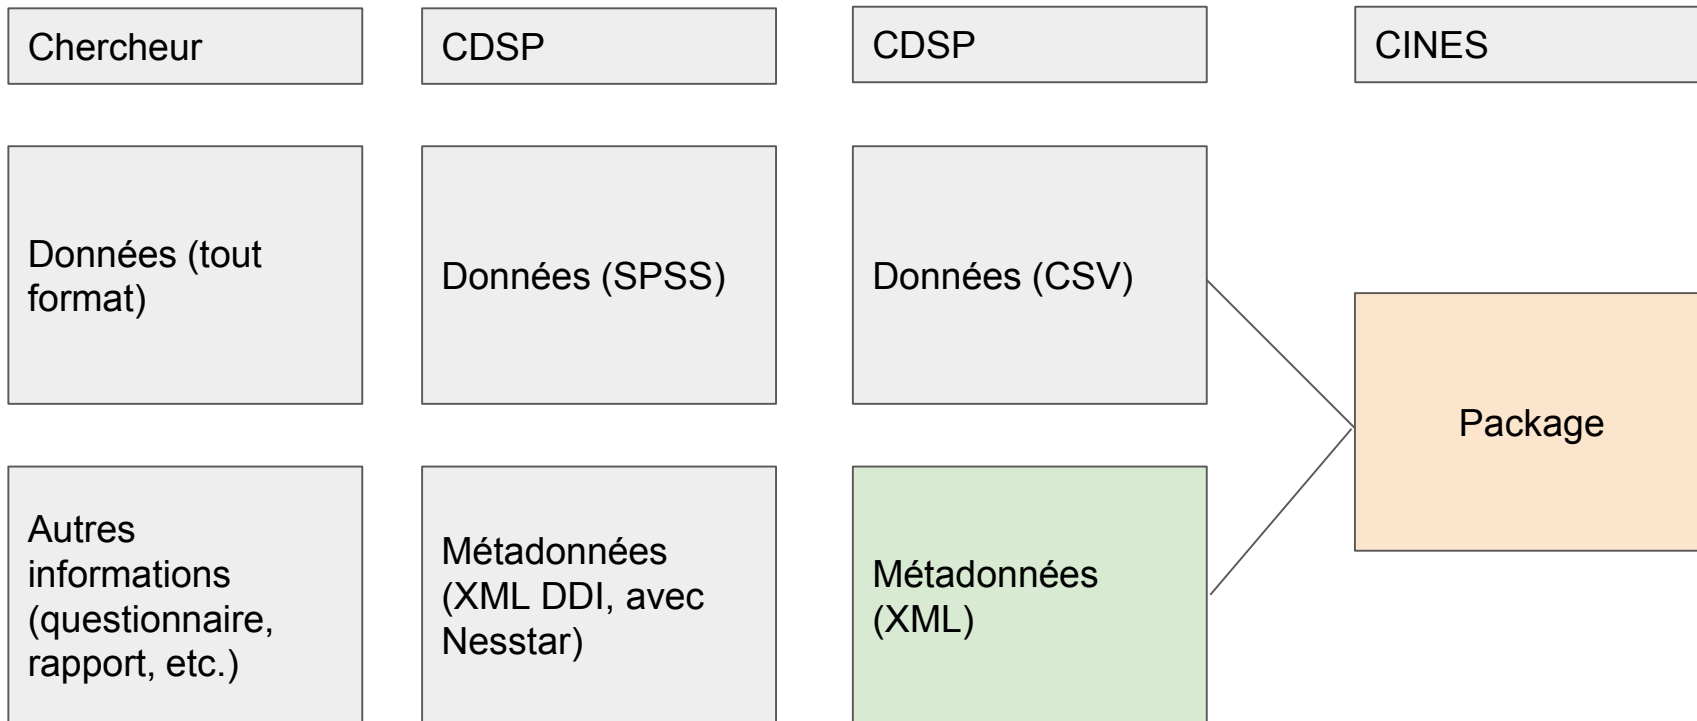 Chercheur
CDSP
CDSP
CINES
Données (tout
format)
Données (SPSS)
Données (CSV)
Package
Autres
informations
(questionnaire,
rapport, etc.)
Métadonnées
(XML DDI, avec
Nesstar)
Métadonnées
(XML)